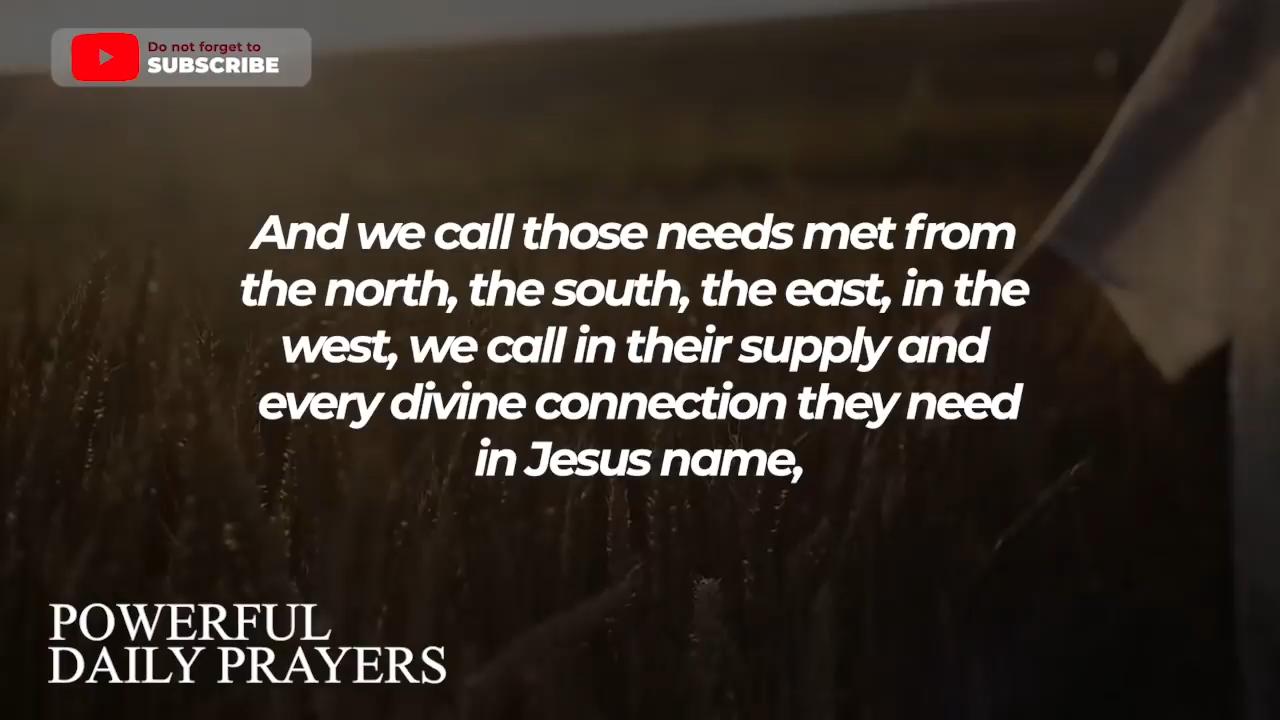 Do not forget to
SUBSCRIBE
And we call those needs met from
the north, the south, the east, in the
west, we call in their supply and
every divine connection they need
in Jesus name,
POWERFUL
DAILY PRAYERS